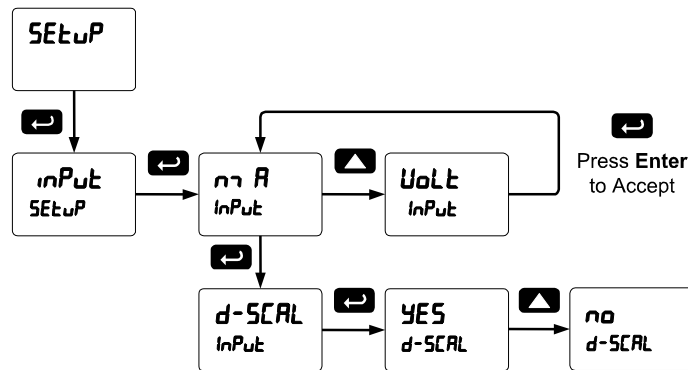 SEtuP
inPut
SEtuP
mA
InPut
VoLt
InPut
Press Enter
to Accept
d-SCAL
InPut
YES
d-SCAL
no
d-SCAL